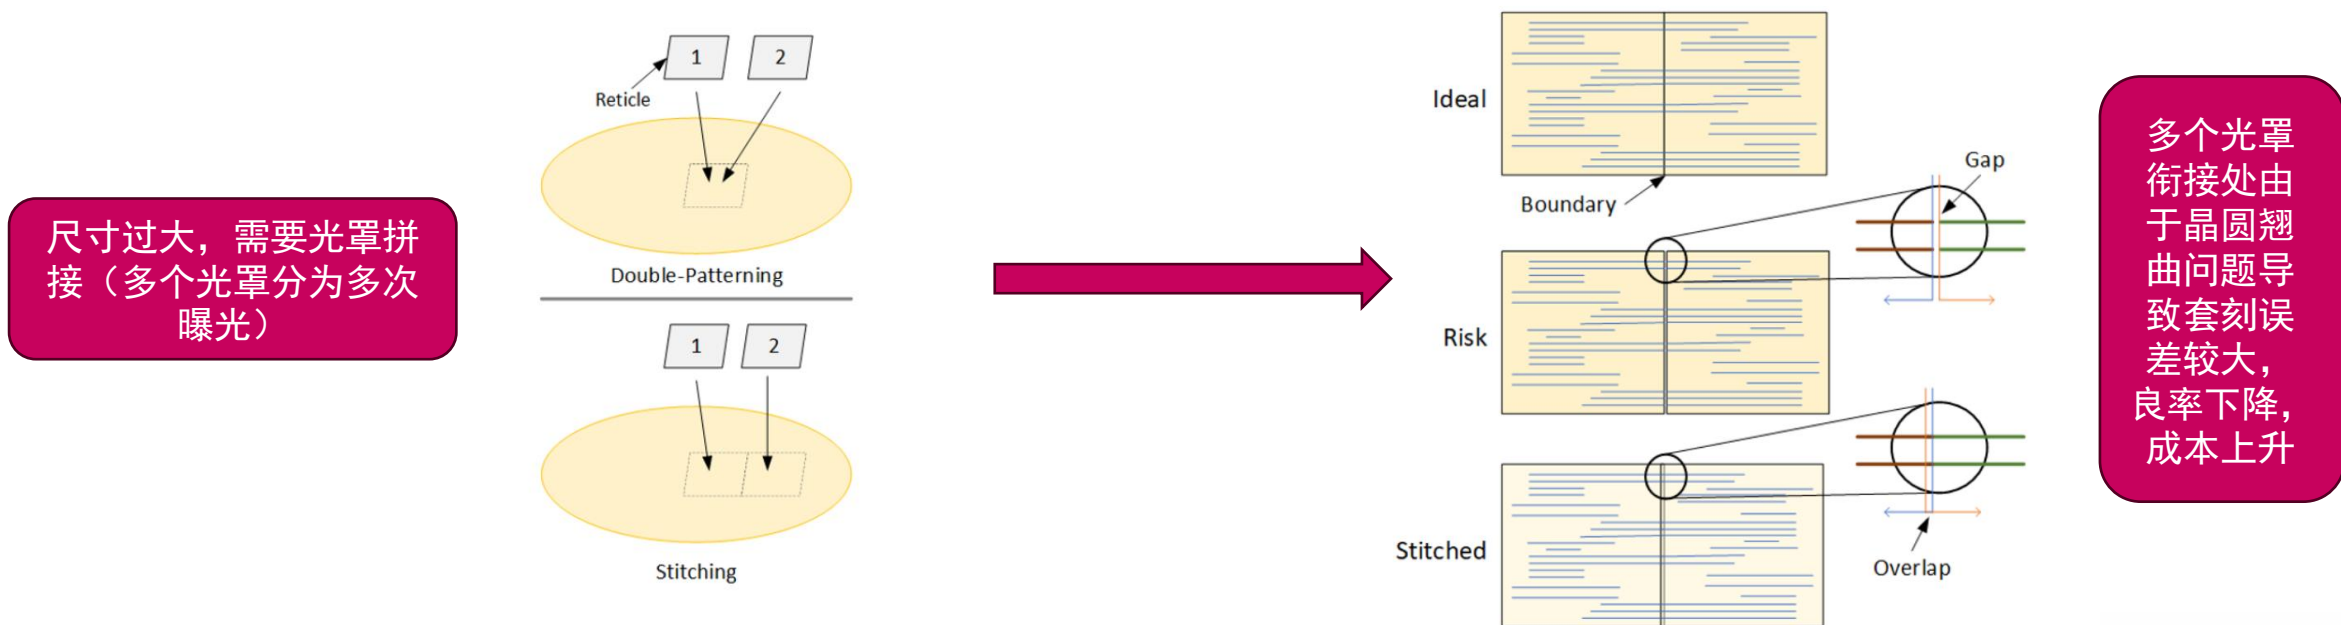 尺寸过大，需要光罩拼
接（多个光罩分为多次
曝光）
1
2
Reticle
Double-Patterning
1
2
Stitching
Ideal
Boundary
Gap
Risk
Stitched
Overlap
多个光罩
衔接处由
于晶圆翘
曲问题导
致套刻误
差较大，
良率下降，
成本上升